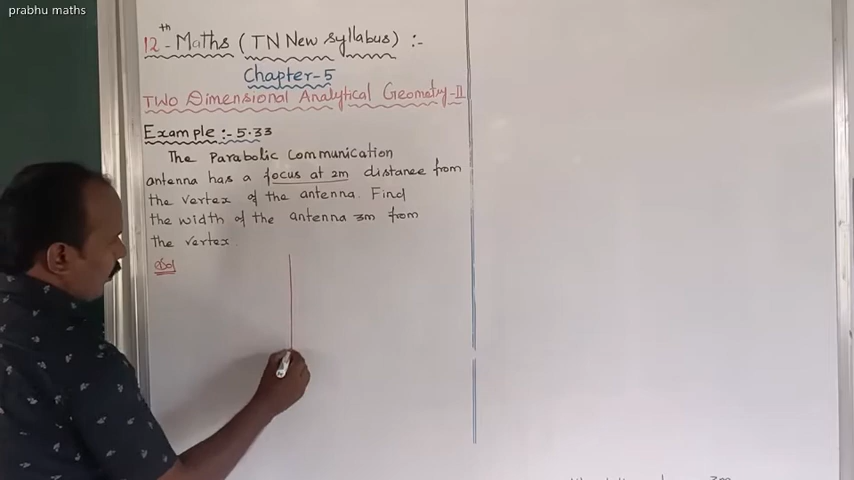 prabhu maths
12th - Maths (TN New Syllabus) :-
Chapter-5
TWO Dimensional Analytical Geometry-II
Example :- 5.33
The Parabolic Communication
antenna has a focus at 2m distance from
the vertex of the antenna. Find
the width of the antenna 3m from
the vertex.
Sol
3m